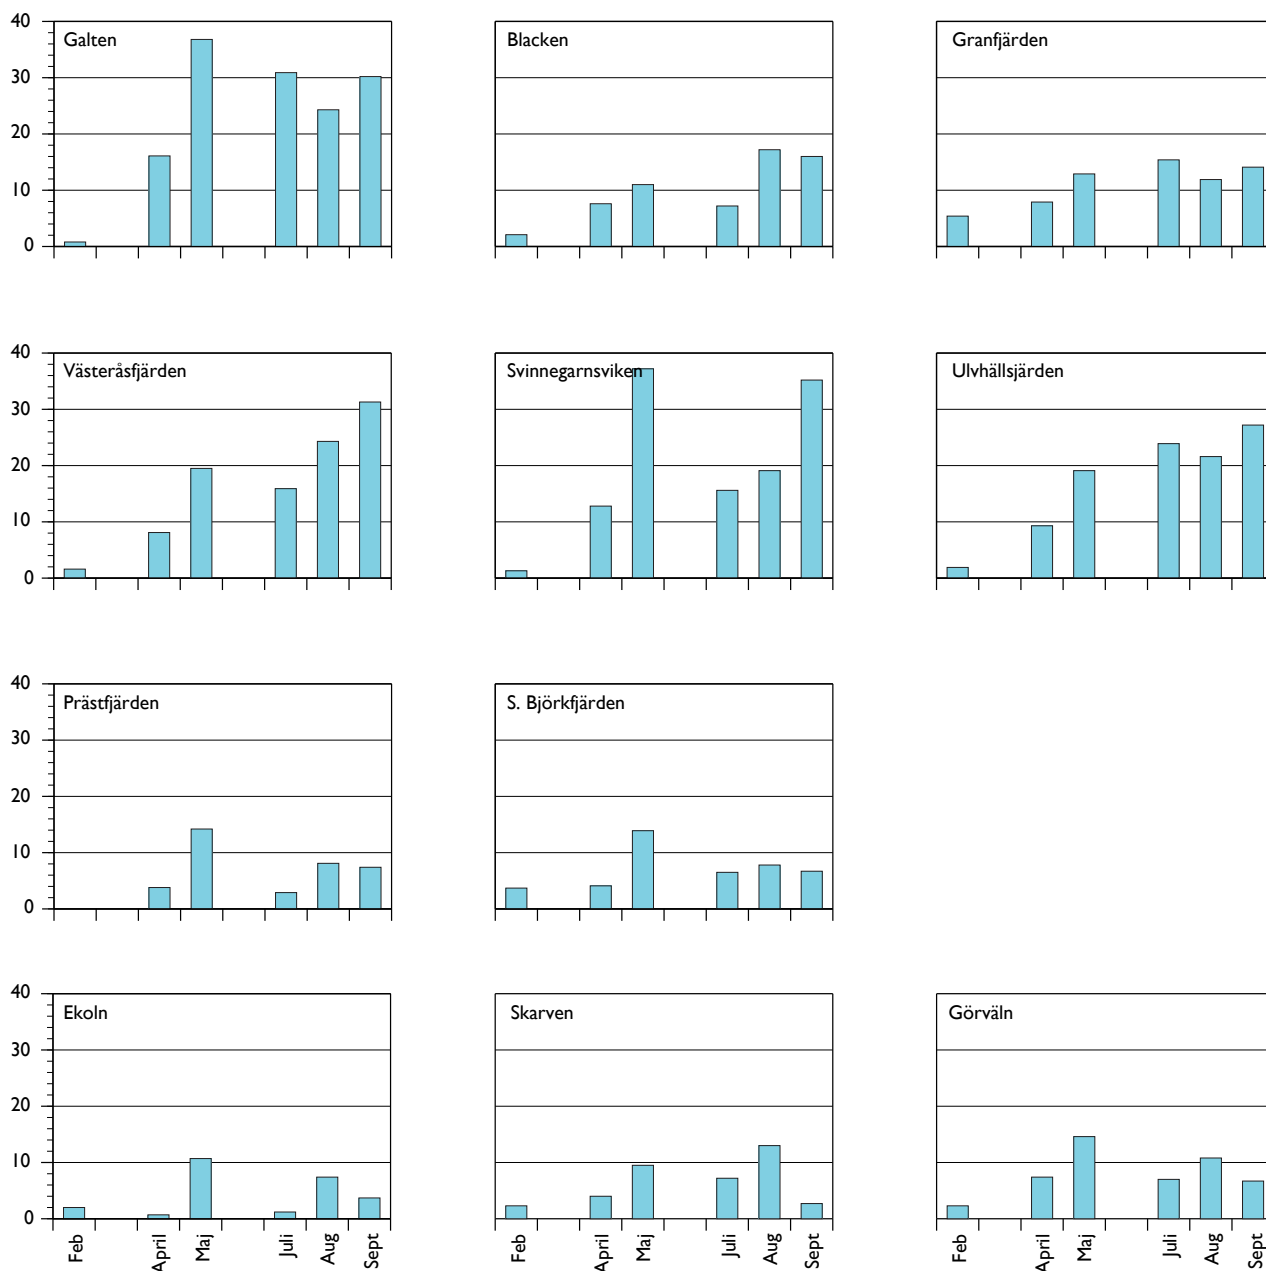 40
30
20
10
0
Galten
Blacken
Granfjärden
40
30
20
10
0
Västeråsfjärden
Svinnegarnsviken
Ulvhällsjärden
40
30
20
10
0
Prästfjärden
S. Björkfjärden
40
30
20
10
0
Ekoln
Skarven
Görväln
Feb
April
Maj
Juli
Aug
Sept
Feb
April
Maj
Juli
Aug
Sept
Feb
April
Maj
Juli
Aug
Sept